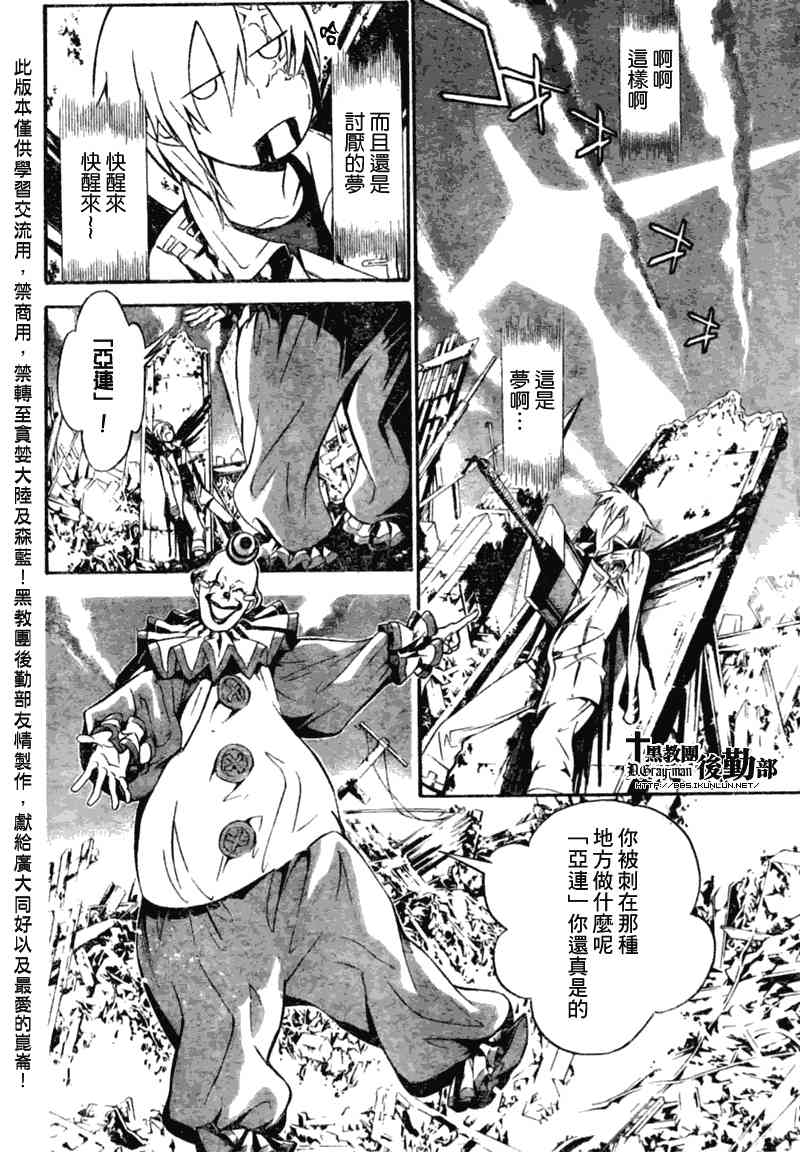 啊啊
這樣啊
這是
夢啊…
而且還是
討厭的夢
快醒來
快醒來~
哈
「亞連」！
你被刺在那種
地方做什麼呢
「亞連」你還真是的
黑教團
D.Gray-man 後勤部
HTTP://BBS.IKUNLUN.NET/
此版本僅供學習交流用，禁商用，禁轉至貪婪大陸及森藍！黑教團後勤部友情製作，獻給廣大同好以及最愛的崑崙！